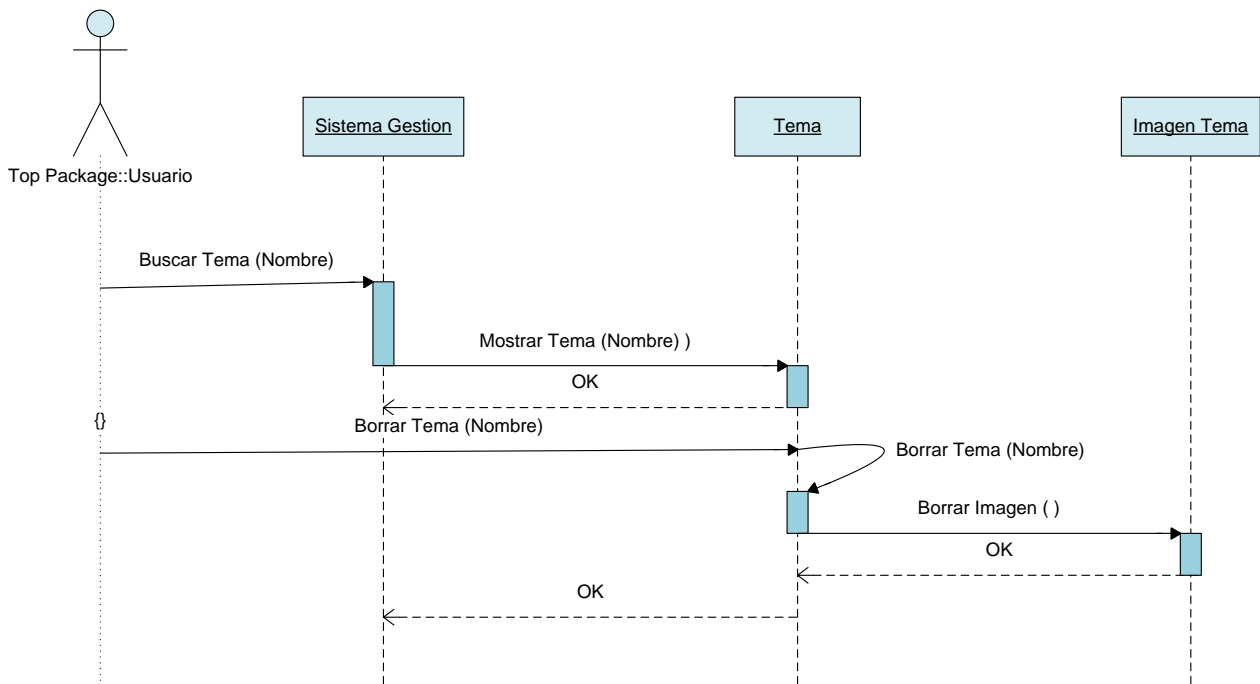 Sistema Gestion
Tema
Imagen Tema
Top Package::Usuario
Buscar Tema (Nombre)
Mostrar Tema (Nombre) )
OK
{}
Borrar Tema (Nombre)
Borrar Tema (Nombre)
Borrar Imagen ( )
OK
OK